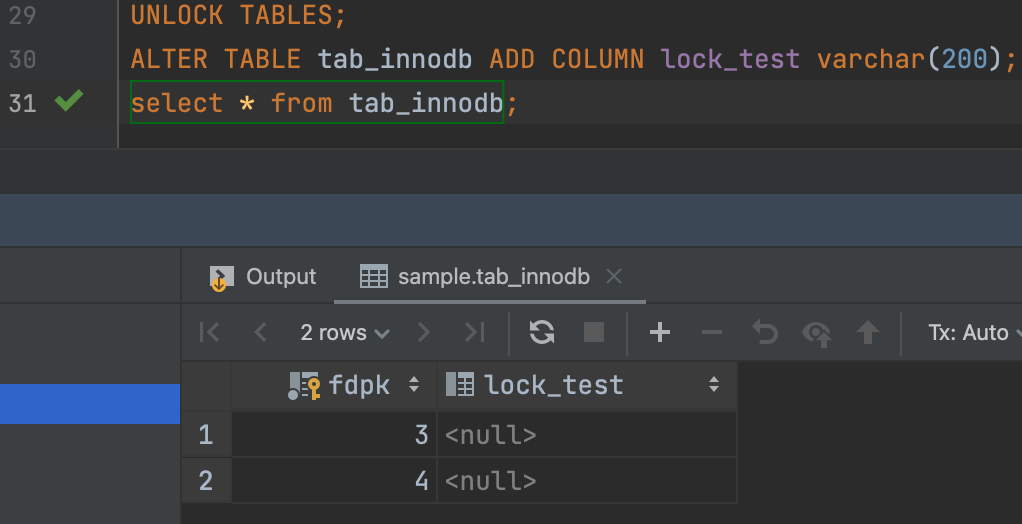 29 UNLOCK TABLES;
30 ALTER TABLE tab_innodb ADD COLUMN lock_test varchar(200);
31 select * from tab_innodb;
Output sample.tab_innodb
2 rows Tx: Auto
fdpk lock_test
1 3 <null>
2 4 <null>